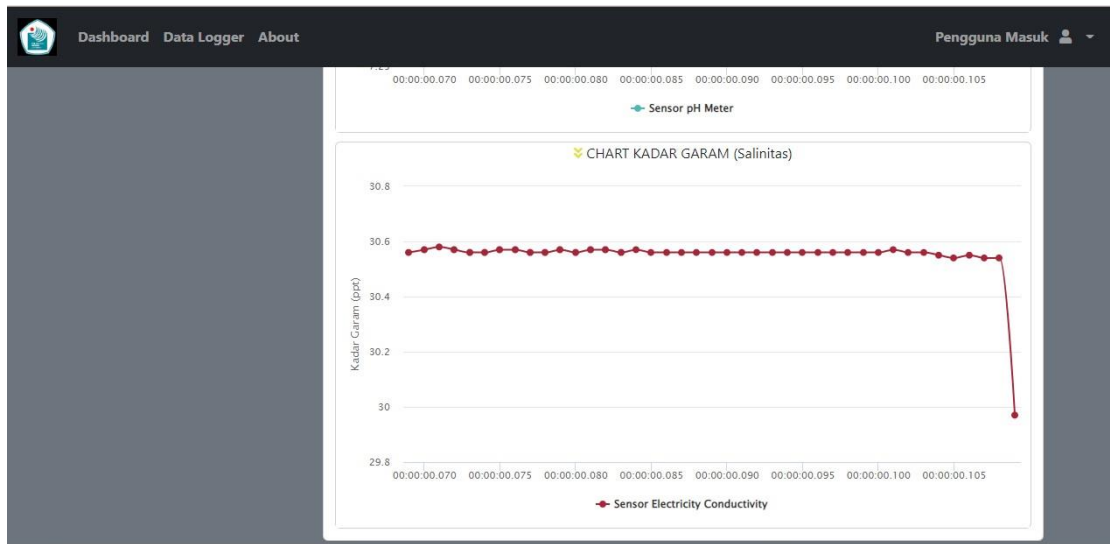 Dashboard Data Logger About Pengguna Masuk
00:00:00.070 00:00:00.075 00:00:00.080 00:00:00.085 00:00:00.090 00:00:00.095 00:00:00.100 00:00:00.105
Sensor pH Meter
CHART KADAR GARAM (Salinitas)
30.8
30.6
30.4
30.2
30
29.8
Kadar Garam (ppt)
00:00:00.070 00:00:00.075 00:00:00.080 00:00:00.085 00:00:00.090 00:00:00.095 00:00:00.100 00:00:00.105
Sensor Electricity Conductivity